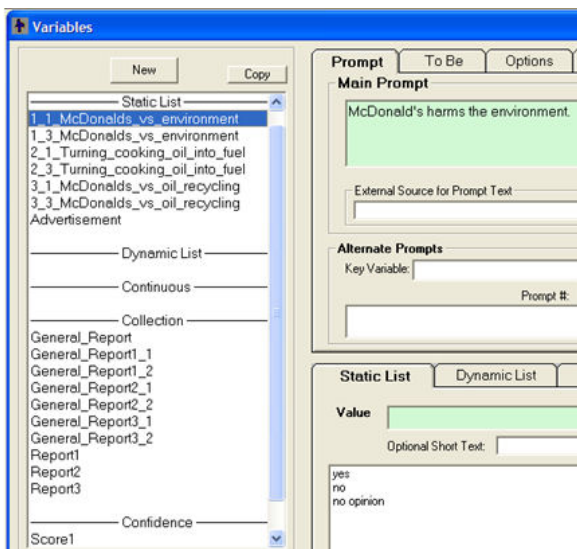 Variables
New
Copy
Static List
1_1_McDonalds_vs_environment
1_3_McDonalds_vs_environment
2_1_Turning_cooking_oil_into_fuel
2_3_Turning_cooking_oil_into_fuel
3_1_McDonalds_vs_oil_recycling
3_3_McDonalds_vs_oil_recycling
Advertisement
Dynamic List
Continuous
Collection
General_Report
General_Report1_1
General_Report1_2
General_Report2_1
General_Report2_2
General_Report3_1
General_Report3_2
Report1
Report2
Report3
Confidence
Score1
Prompt
To Be
Options
Main Prompt
McDonald's harms the environment.
External Source for Prompt Text
Alternate Prompts
Key Variable:
Prompt #:
Static List
Dynamic List
Value
Optional Short Text:
yes
no
no opinion